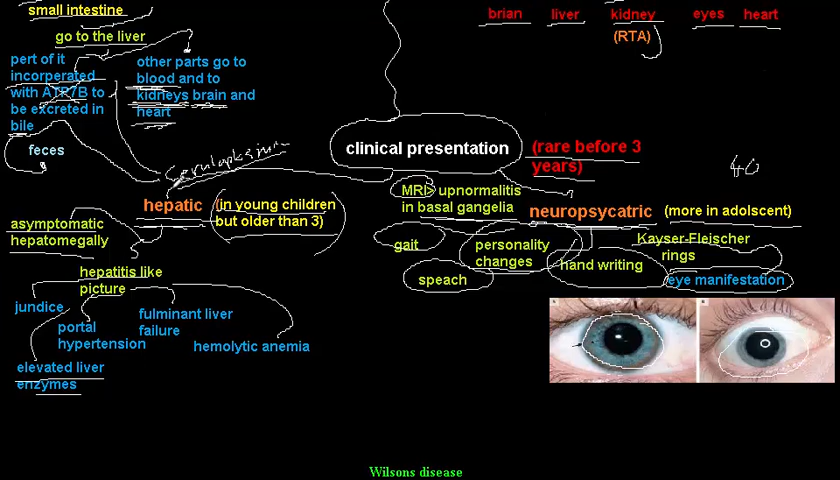 small intestine
go to the liver
part of it
incorperated
with ATP7B to
be excreted in
bile
feces
other parts go to
blood and to
kidneys brain and
heart
brian liver kidney eyes heart
(RTA)
clinical presentation
(rare before 3
years)
40
hepatic
(in young children
but older than 3)
asymptomatic
hepatomegally
hepatitis like
picture
jundice
portal
hypertension
fulminant liver
failure
hemolytic anemia
elevated liver
enzymes
MRI> upnormalitis
in basal gangelia
neuropsycatric (more in adolscent)
gait
personality
changes
speach
hand writing
Kayser-Fleischer
rings
eye manifestation
Wilsons disease